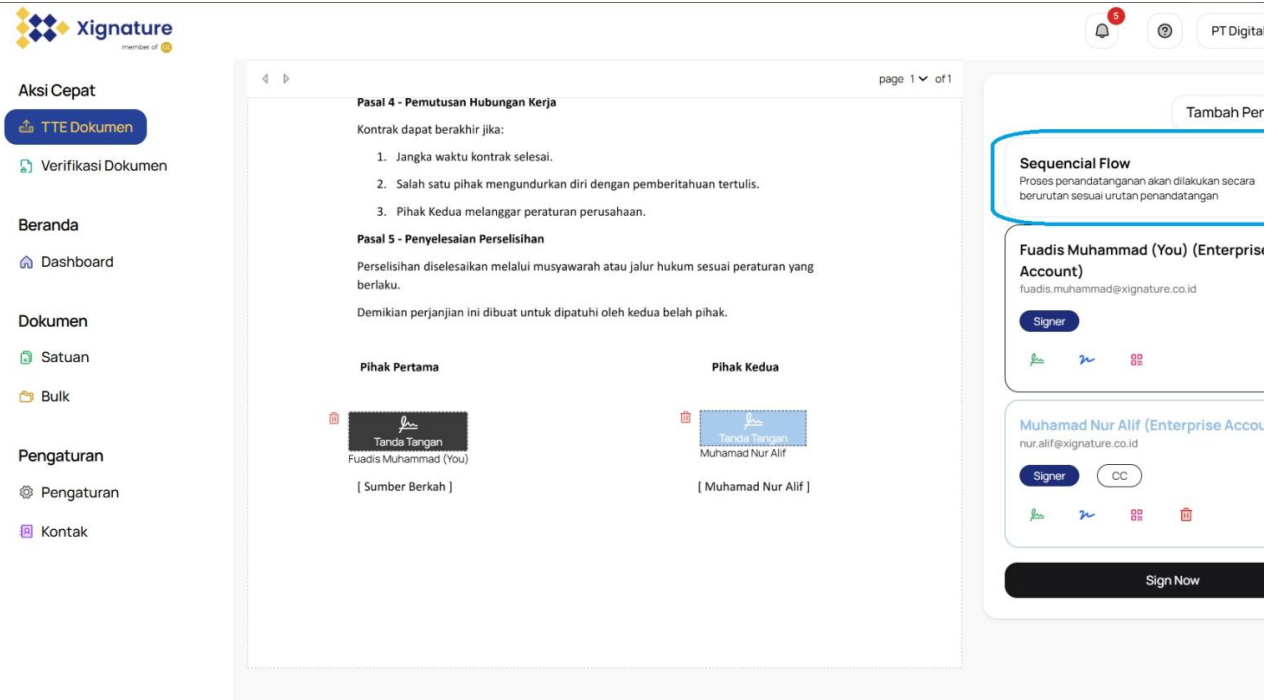 Xignature
member of
5
PT Digital
Aksi Cepat
TTE Dokumen
Verifikasi Dokumen
Beranda
Dashboard
Dokumen
Satuan
Bulk
Pengaturan
Pengaturan
Kontak
page 1 of 1
Pasal 4 - Pemutusan Hubungan Kerja
Kontrak dapat berakhir jika:
1. Jangka waktu kontrak selesai.
2. Salah satu pihak mengundurkan diri dengan pemberitahuan tertulis.
3. Pihak Kedua melanggar peraturan perusahaan.
Pasal 5 - Penyelesaian Perselisihan
Perselisihan diselesaikan melalui musyawarah atau jalur hukum sesuai peraturan yang
berlaku.
Demikian perjanjian ini dibuat untuk dipatuhi oleh kedua belah pihak.
Pihak Pertama
Pihak Kedua
Tanda Tangan
Fuadis Muhammad (You)
[ Sumber Berkah ]
Tanda Tangan
Muhamad Nur Alif
[ Muhamad Nur Alif ]
Tambah Pen
Sequencial Flow
Proses penandatanganan akan dilakukan secara
berurutan sesuai urutan penandatangan
Fuadis Muhammad (You) (Enterprise
Account)
fuadis.muhammad@xignature.co.id
Signer
Muhamad Nur Alif (Enterprise Accou
nur.alif@xignature.co.id
Signer
CC
Sign Now